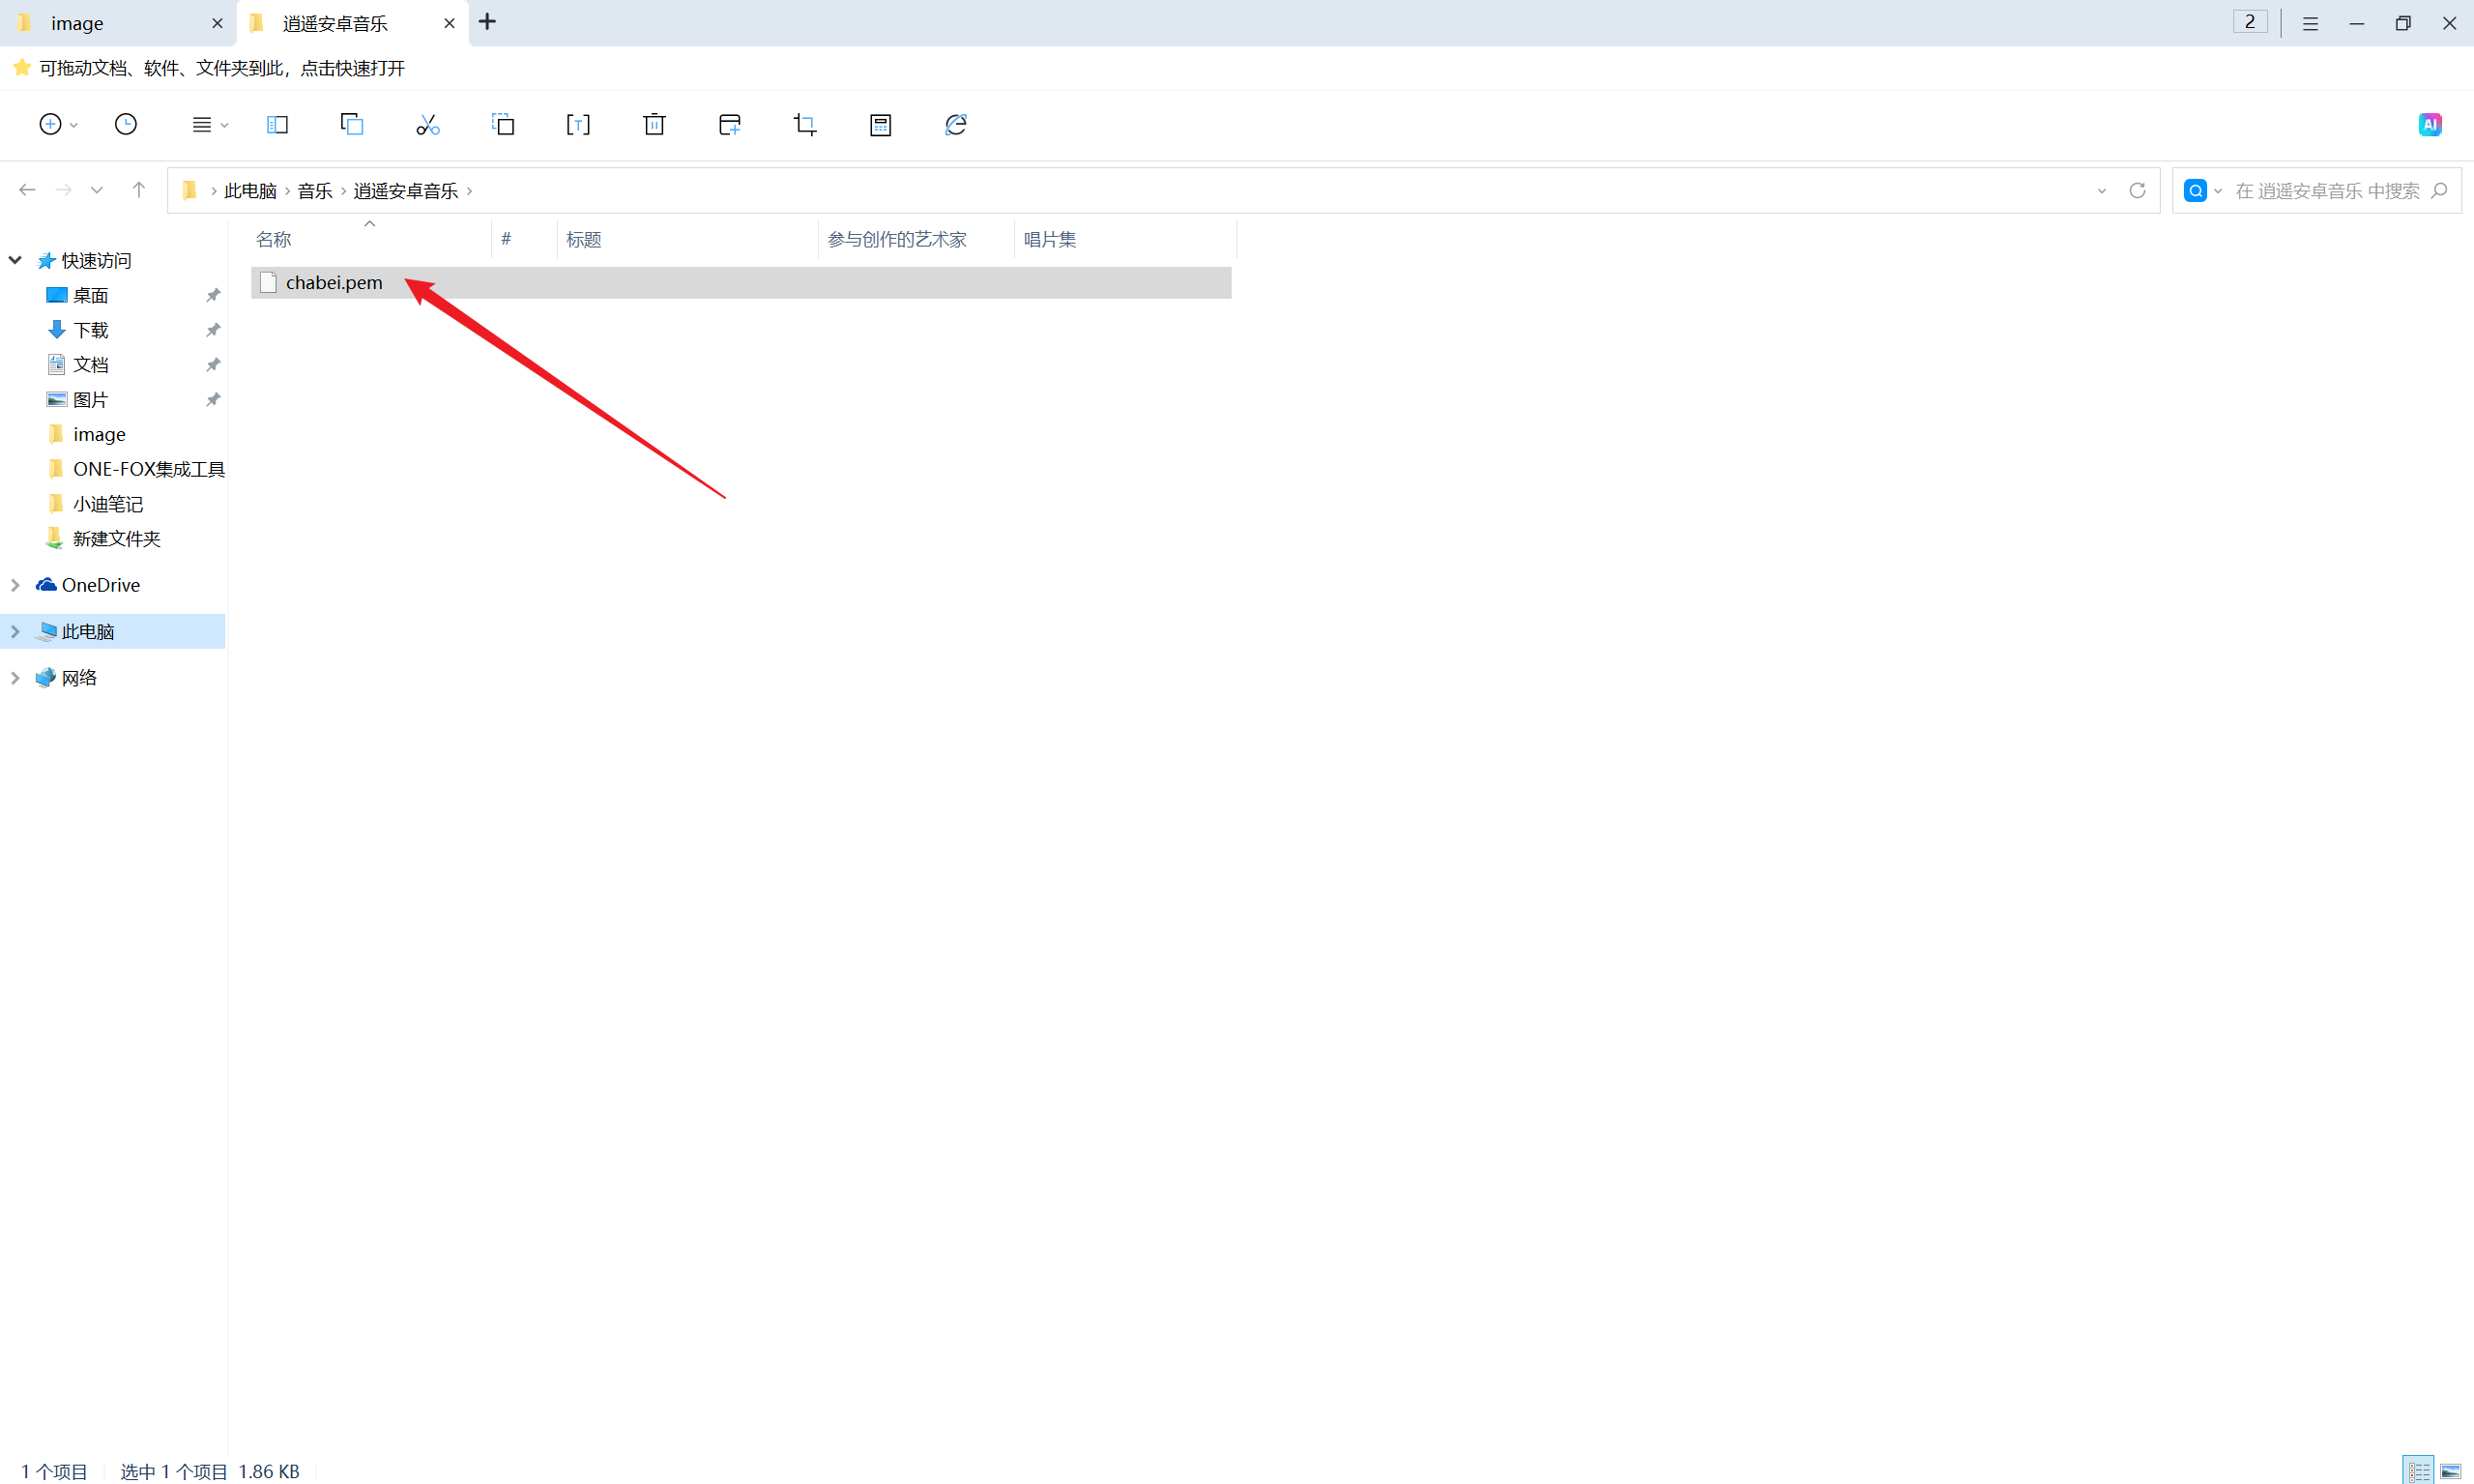 image
逍遥安卓音乐
2
可拖动文档、软件、文件夹到此，点击快速打开
AI
此电脑 音乐 逍遥安卓音乐
在 逍遥安卓音乐 中搜索
名称 # 标题 参与创作的艺术家 唱片集
chabei.pem
快速访问
桌面
下载
文档
图片
image
ONE-FOX集成工具
小迪笔记
新建文件夹
OneDrive
此电脑
网络
1 个项目 选中 1 个项目 1.86 KB